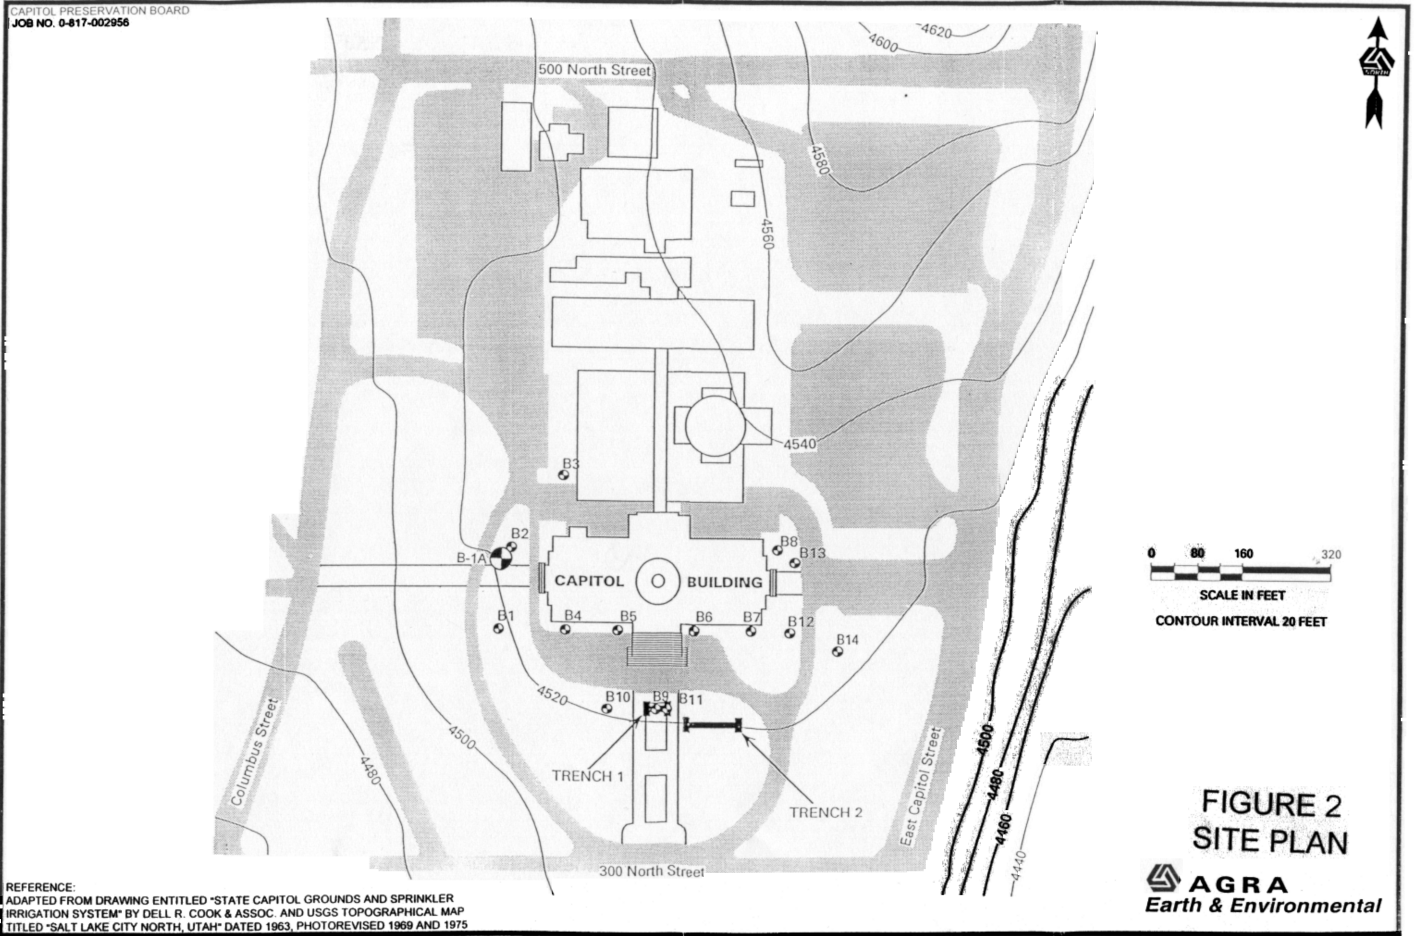 CAPITOL PRESERVATION BOARD
JOB NO. 0-817-002956
4620
4600
NORTH
500 North Street
4580
4560
4540
B3
B2
B-1A
B8
B13
CAPITOL BUILDING
B1
B4
B5
B6
B7
B12
B14
0 80 160 320
SCALE IN FEET
CONTOUR INTERVAL 20 FEET
4520
B10
B9
B11
Columbus Street
4500
4480
TRENCH 1
TRENCH 2
East Capitol Street
4500
4480
4460
4440
300 North Street
FIGURE 2
SITE PLAN
AGRA
Earth & Environmental
REFERENCE:
ADAPTED FROM DRAWING ENTITLED "STATE CAPITOL GROUNDS AND SPRINKLER
IRRIGATION SYSTEM" BY DELL R. COOK & ASSOC. AND USGS TOPOGRAPHICAL MAP
TITLED "SALT LAKE CITY NORTH, UTAH" DATED 1963, PHOTOREVISED 1969 AND 1975